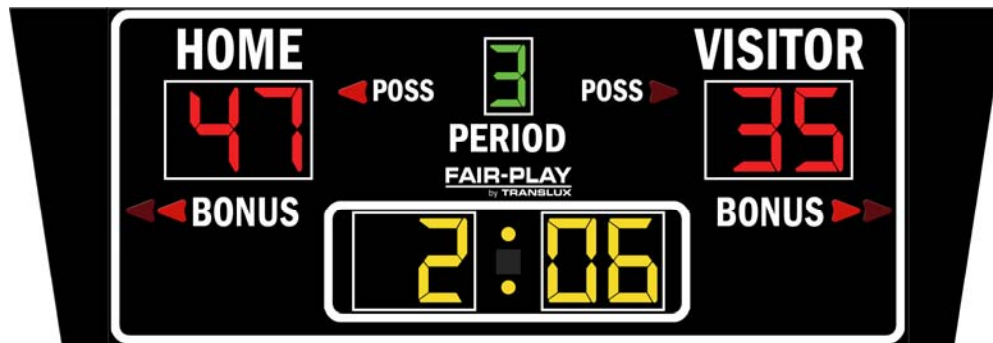 HOME
47
POSS
3
PERIOD
POSS
VISITOR
35
FAIR-PLAY
by TRANSLUX
BONUS
BONUS
2:06